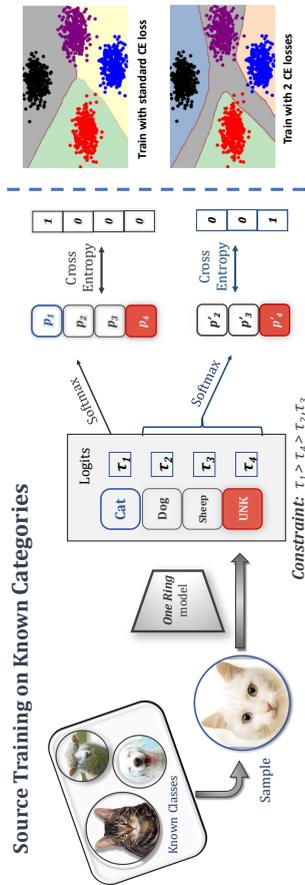 Source Training on Known Categories
Known Classes
Sample
One Ring
model
Logits
Cat
τ1
Dog
τ2
Sheep
τ3
UNK
τ4
Constraint: τ1> τ4> τ2,τ3
Softmax
Softmax
p1
p2
p3
p4
Cross
Entropy
1
0
0
0
p'2
p'3
p'4
Cross
Entropy
0
0
1
Train with standard CE loss
Train with 2 CE losses